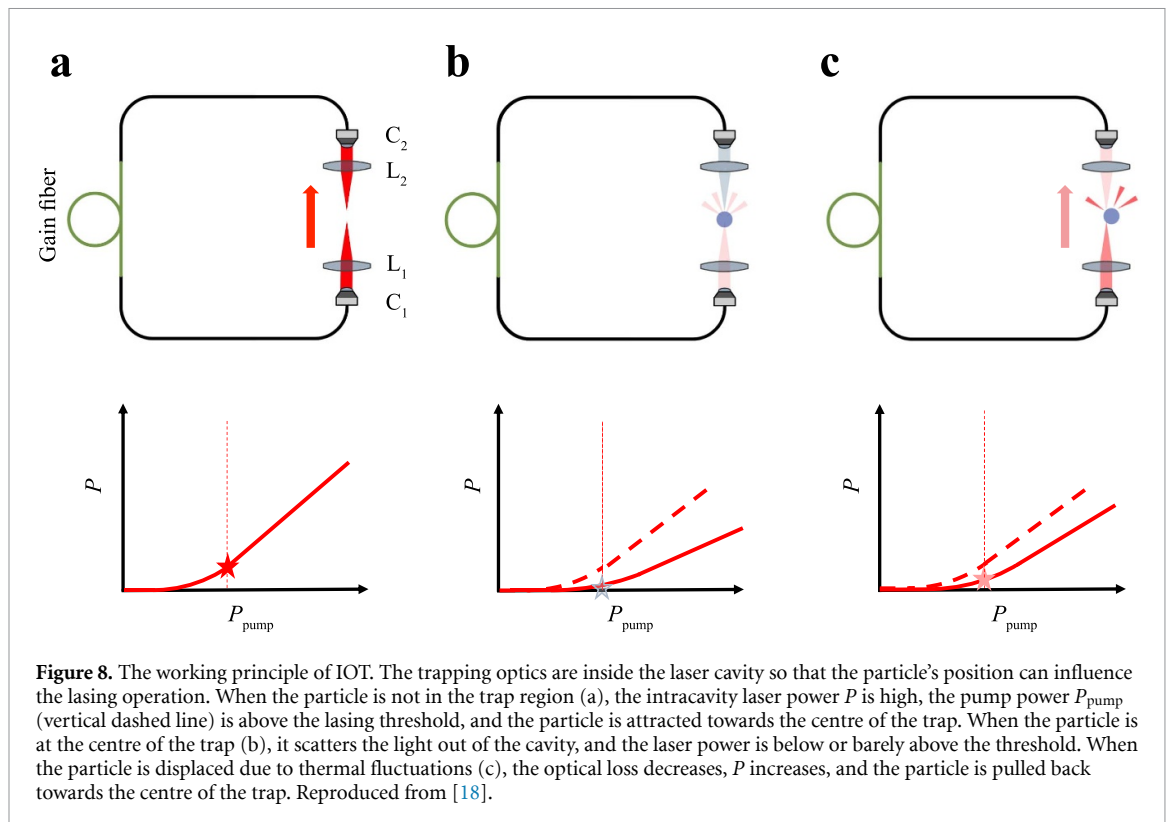 a
b
c
Gain fiber
C2
L2
L1
C1
P
P
P
Ppump
Ppump
Ppump
Figure 8. The working principle of IOT. The trapping optics are inside the laser cavity so that the particle's position can influence
the lasing operation. When the particle is not in the trap region (a), the intracavity laser power P is high, the pump power Ppump
(vertical dashed line) is above the lasing threshold, and the particle is attracted towards the centre of the trap. When the particle is
at the centre of the trap (b), it scatters the light out of the cavity, and the laser power is below or barely above the threshold. When
the particle is displaced due to thermal fluctuations (c), the optical loss decreases, P increases, and the particle is pulled back
towards the centre of the trap. Reproduced from [18].